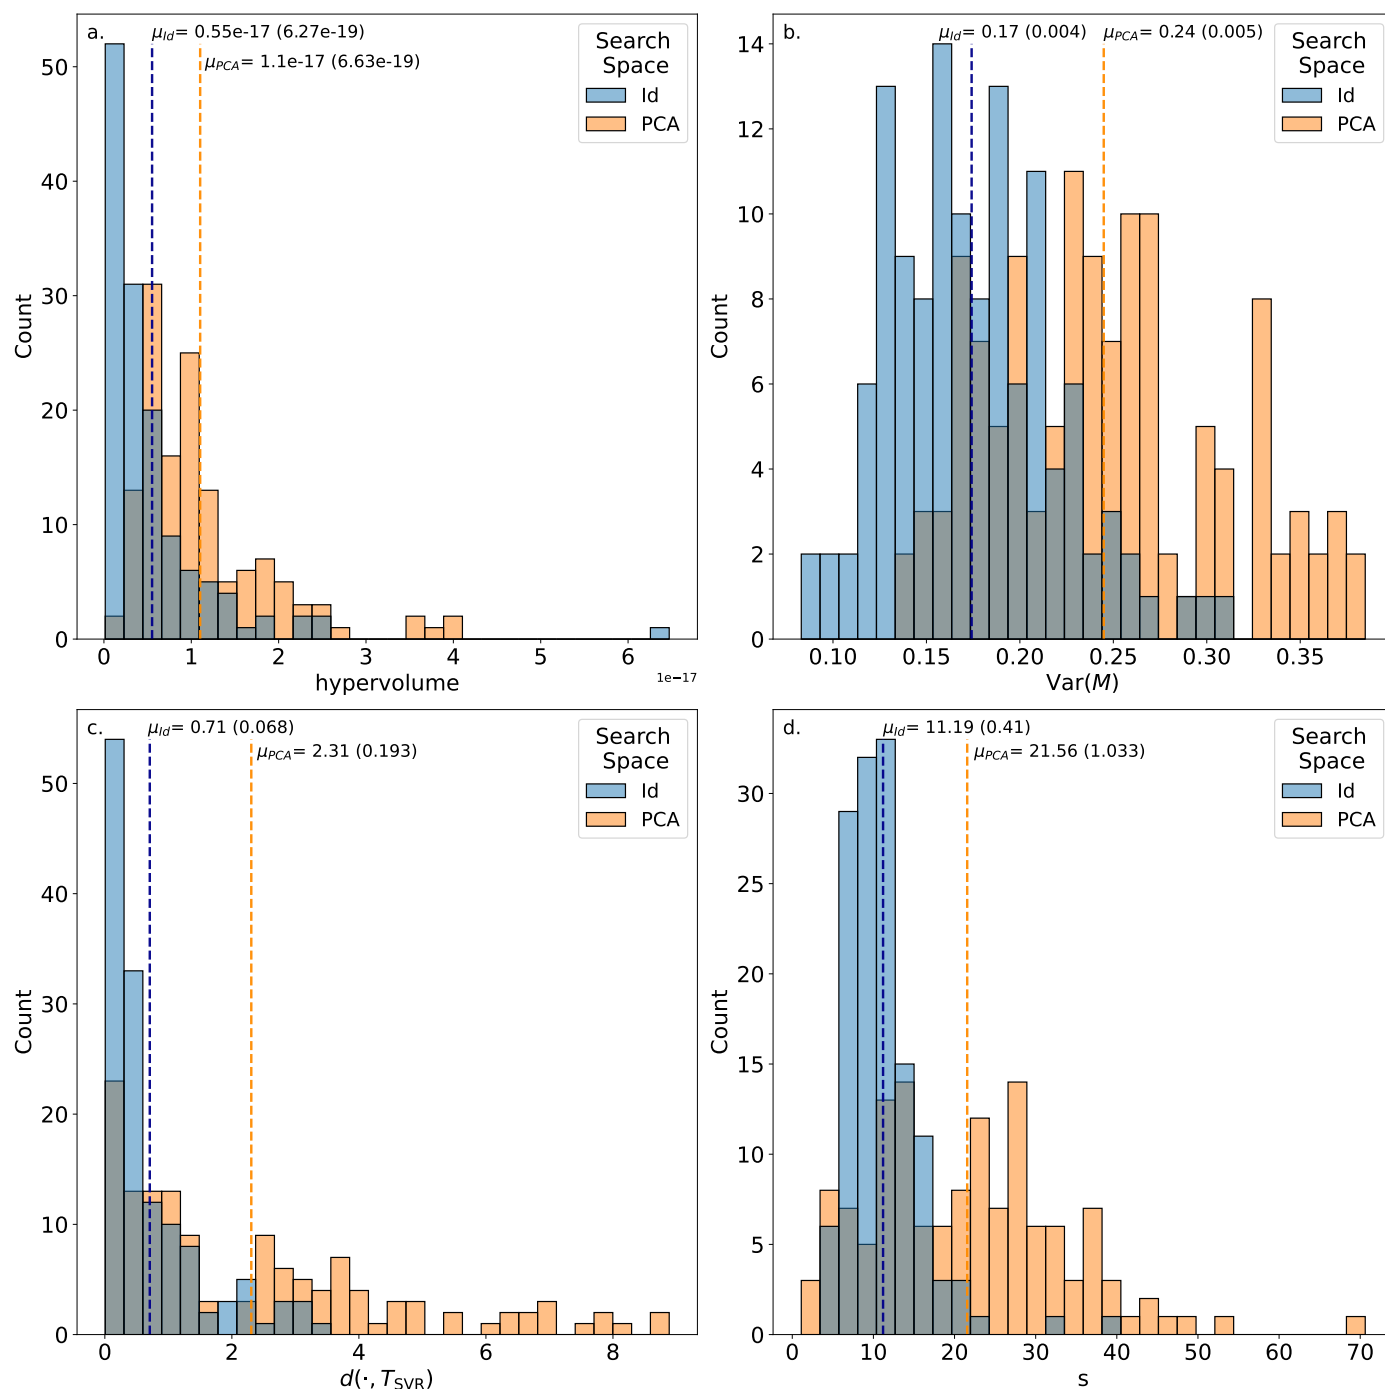 a.
μId= 0.55e-17 (6.27e-19)
μPCA= 1.1e-17 (6.63e-19)
Search
Space
Id
PCA
50
40
30
20
10
0
Count
0 1 2 3 4 5 6
1e−17
hypervolume
b.
μId= 0.17 (0.004)
μPCA= 0.24 (0.005)
Search
Space
Id
PCA
14
12
10
8
6
4
2
0
Count
0.10 0.15 0.20 0.25 0.30 0.35
Var(M)
c.
μId= 0.71 (0.068)
μPCA= 2.31 (0.193)
Search
Space
Id
PCA
50
40
30
20
10
0
Count
0 2 4 6 8
d(·, TSVR)
d.
μId= 11.19 (0.41)
μPCA= 21.56 (1.033)
Search
Space
Id
PCA
30
25
20
15
10
5
0
Count
0 10 20 30 40 50 60 70
s